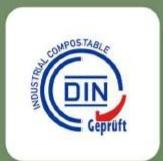 INDUSTRIAL COMPOSTABLE
DIN
Geprüft